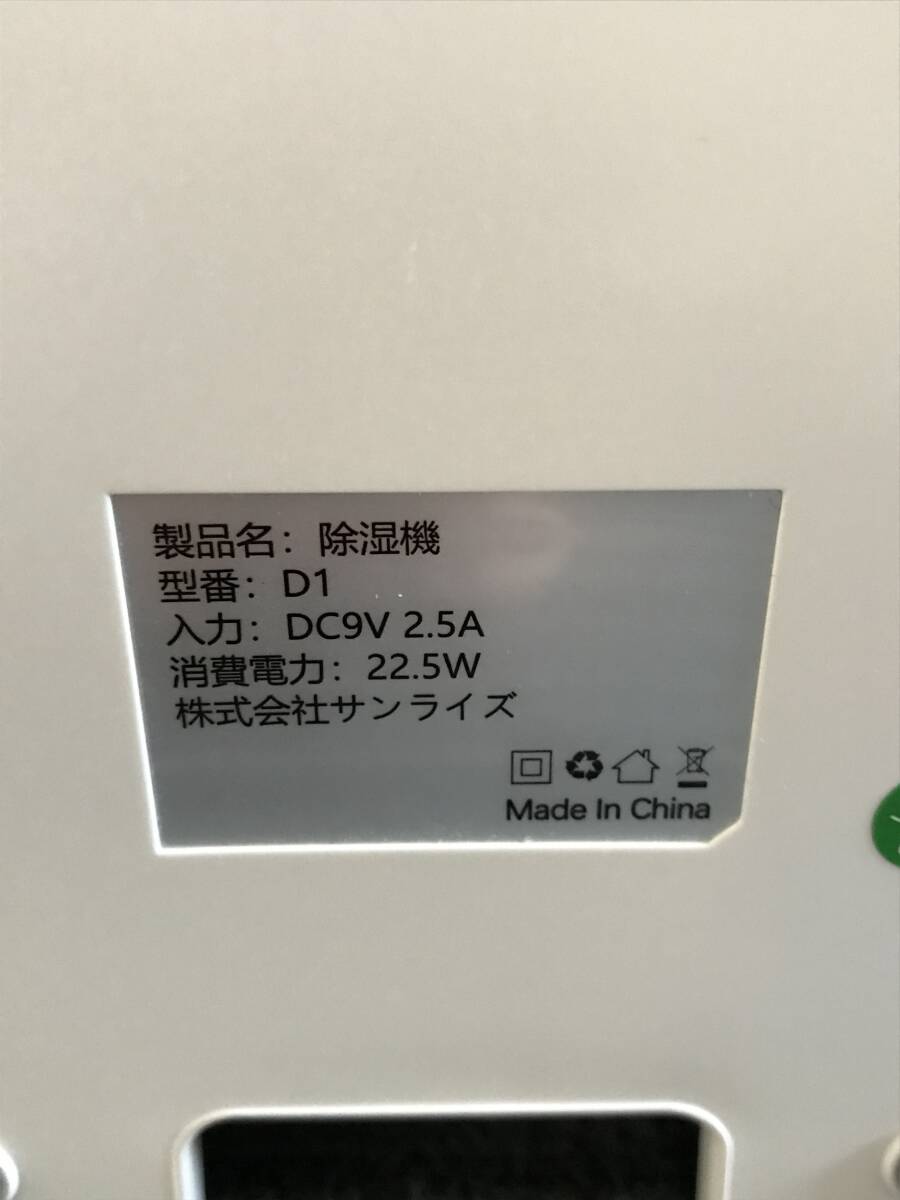 製品名：除湿機
型番：D1
入力：DC9V 2.5A
消費電力：22.5W
株式会社サンライズ
Made In China